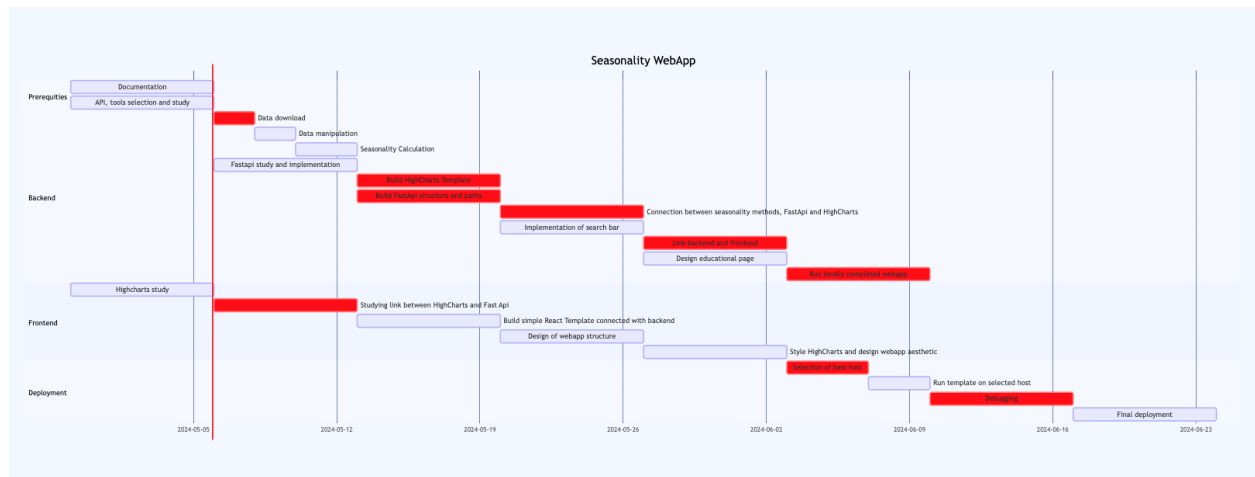 Seasonality WebApp
Prerequities
Documentation
API, tools selection and study
Data download
Data manipulation
Seasonality Calculation
Fastapi study and implementation
Build HighCharts Template
Backend
Build FastApi structure and paths
Connection between seasonality methods, FastApi and HighCharts
Implementation of search bar
Link backend and frontend
Design educational page
Run locally completed webapp
Highcharts study
Studying link between HighCharts and Fast Api
Frontend
Build simple React Template connected with backend
Design of webapp structure
Style HighCharts and design webapp aesthetic
Selection of best host
Run template on selected host
Deployment
Debugging
Final deployment
2024-05-05
2024-05-12
2024-05-19
2024-05-26
2024-06-02
2024-06-09
2024-06-16
2024-06-23